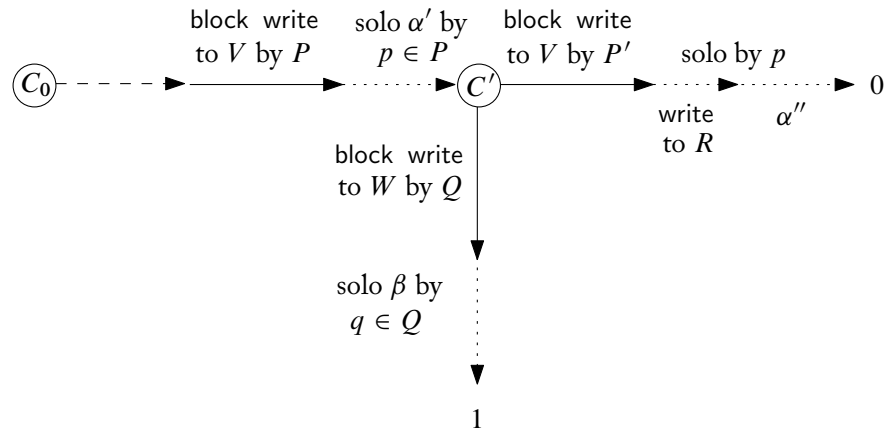 block write
to V by P
solo α′ by
p ∈ P
block write
to V by P′
solo by p
C₀
C′
0
write
to R
α″
block write
to W by Q
solo β by
q ∈ Q
1